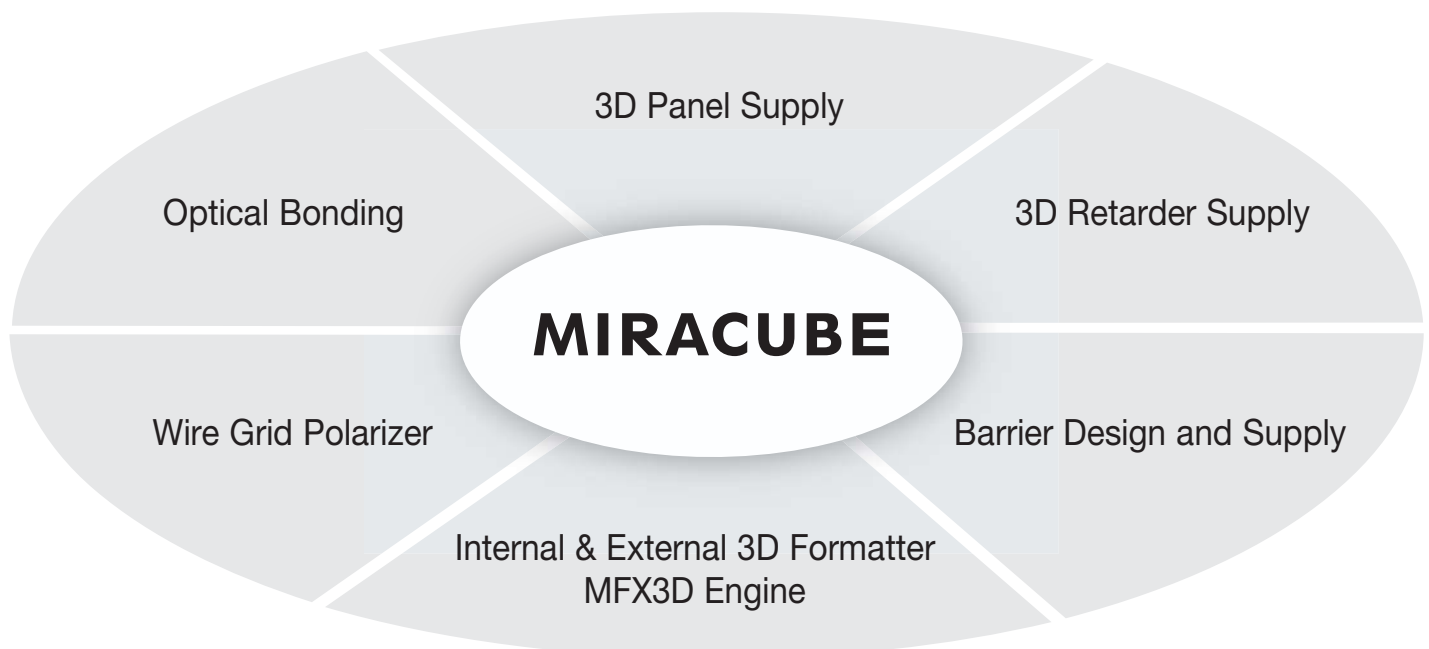 3D Panel Supply
Optical Bonding
3D Retarder Supply
MIRACUBE
Wire Grid Polarizer
Barrier Design and Supply
Internal & External 3D Formatter
MFX3D Engine